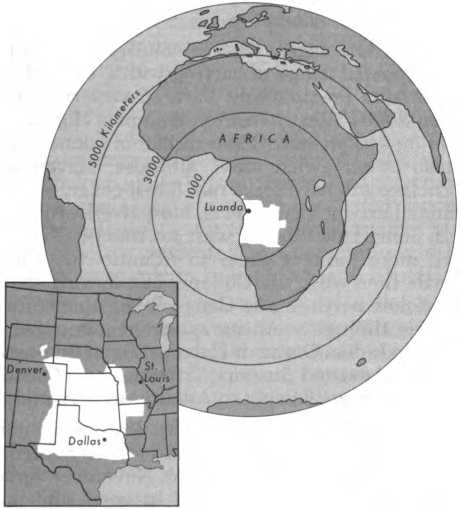 5000 Kilometers
3000
1000
AFRICA
Luanda
Denver
St.
Louis
Dallas